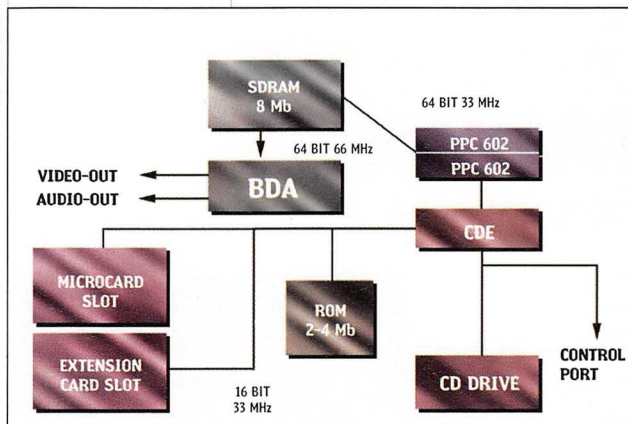 SDRAM
8 Mb
64 BIT 33 MHz
PPC 602
PPC 602
64 BIT 66 MHz
VIDEO-OUT
AUDIO-OUT
BDA
CDE
MICROCARD
SLOT
ROM
2-4 Mb
EXTENSION
CARD SLOT
16 BIT
33 MHz
CD DRIVE
CONTROL
PORT